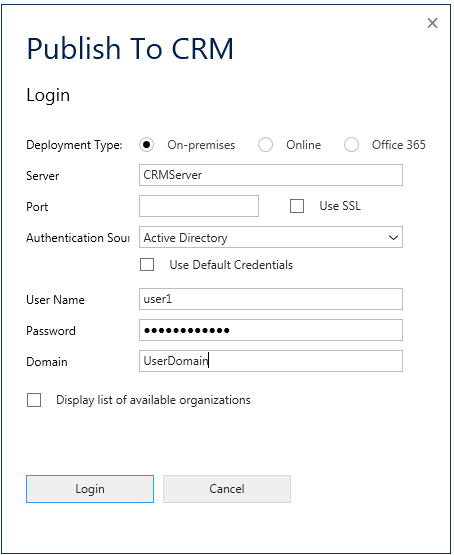 Publish To CRM
Login
Deployment Type: On-premises Online Office 365
Server CRMServer
Port Use SSL
Authentication Sour Active Directory
Use Default Credentials
User Name user1
Password ●●●●●●●●●●●●
Domain UserDomain
Display list of available organizations
Login Cancel